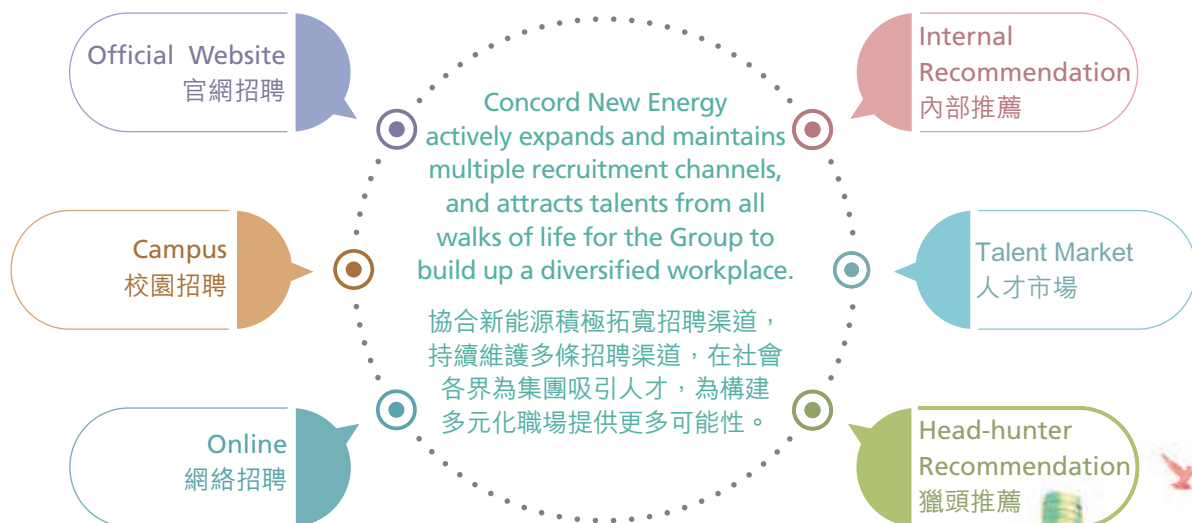 Official Website
官網招聘
Campus
校園招聘
Online
網絡招聘
Concord New Energy
actively expands and maintains
multiple recruitment channels,
and attracts talents from all
walks of life for the Group to
build up a diversified workplace.
協合新能源積極拓寬招聘渠道，
持續維護多條招聘渠道，在社會
各界為集團吸引人才，為構建
多元化職場提供更多可能性。
Internal
Recommendation
內部推薦
Talent Market
人才市場
Head-hunter
Recommendation
獵頭推薦